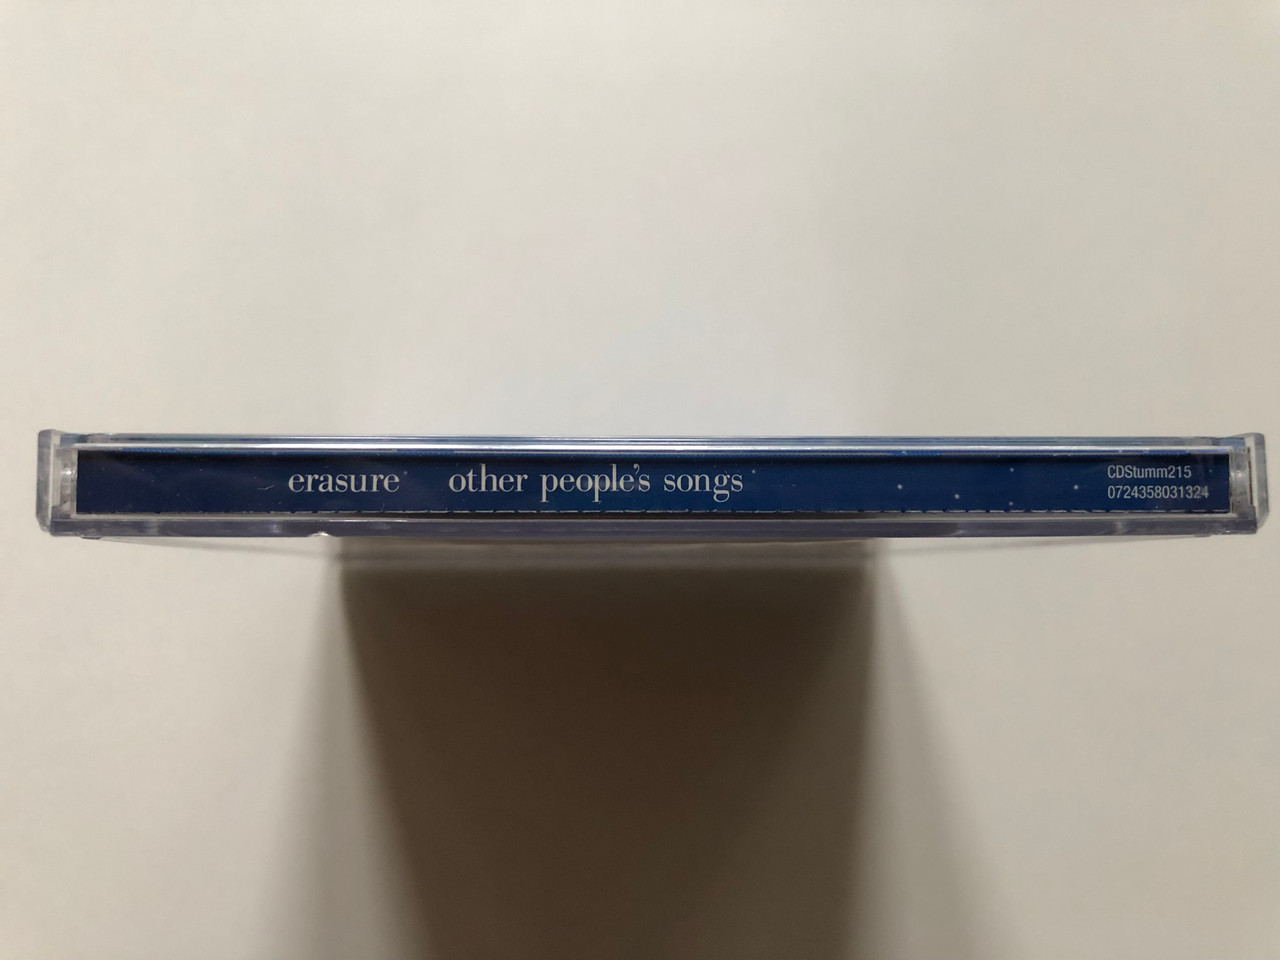 erasure other people's songs
CDStumm215
0724358031324